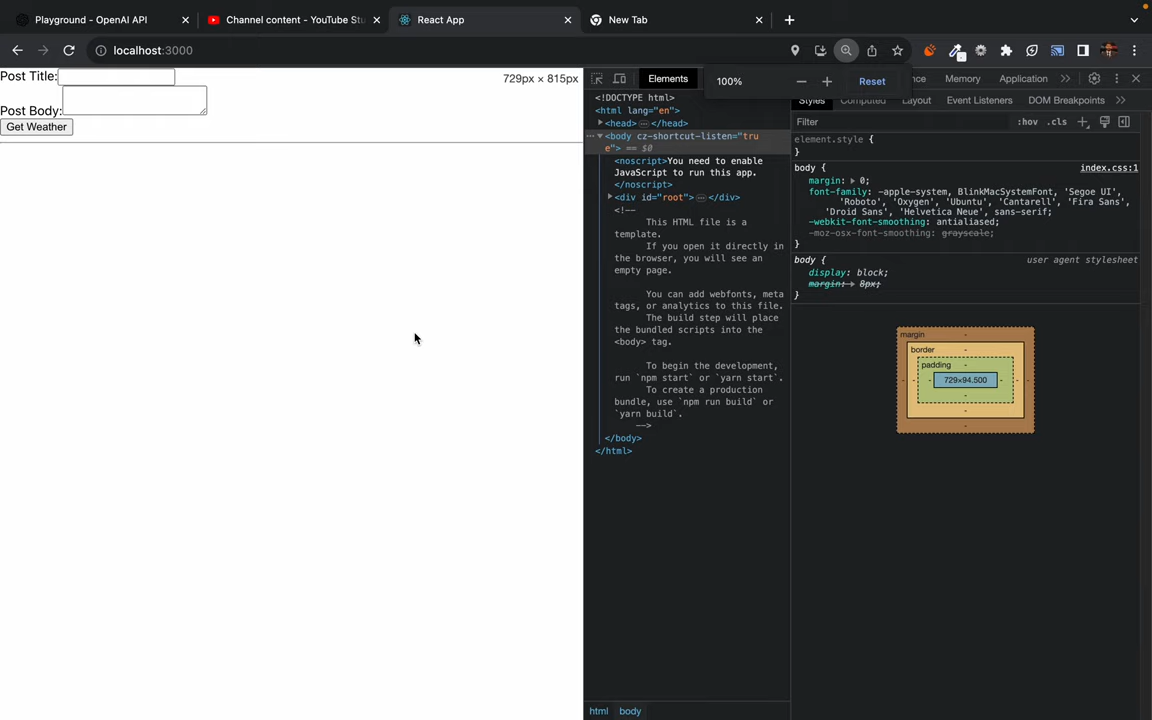 Playground - OpenAI API
Channel content - YouTube Stu
React App
New Tab
localhost:3000
Post Title:
729px × 815px
Post Body:
Get Weather
Elements
Memory
Application
100%
Reset
Styles
Computed
Layout
Event Listeners
DOM Breakpoints
<!DOCTYPE html>
<html lang="en">
<head> </head>
<body cz-shortcut-listen="tru
e"> == $0
<noscript>You need to enable
JavaScript to run this app.
</noscript>
<div id="root"> </div>
<!--
This HTML file is a
template.
If you open it directly in
the browser, you will see an
empty page.
You can add webfonts, meta
tags, or analytics to this file.
The build step will place
the bundled scripts into the
<body> tag.
To begin the development,
run `npm start` or `yarn start`.
To create a production
bundle, use `npm run build` or
`yarn build`.
-->
</body>
</html>
html
body
Filter
:hov .cls
element.style {
}
body {
index.css:1
margin: 0;
font-family: -apple-system, BlinkMacSystemFont, 'Segoe UI',
'Roboto', 'Oxygen', 'Ubuntu', 'Cantarell', 'Fira Sans',
'Droid Sans', 'Helvetica Neue', sans-serif;
-webkit-font-smoothing: antialiased;
-moz-osx-font-smoothing: grayscale;
}
body {
user agent stylesheet
display: block;
margin: 8px;
}
margin
border
padding
729×94.500